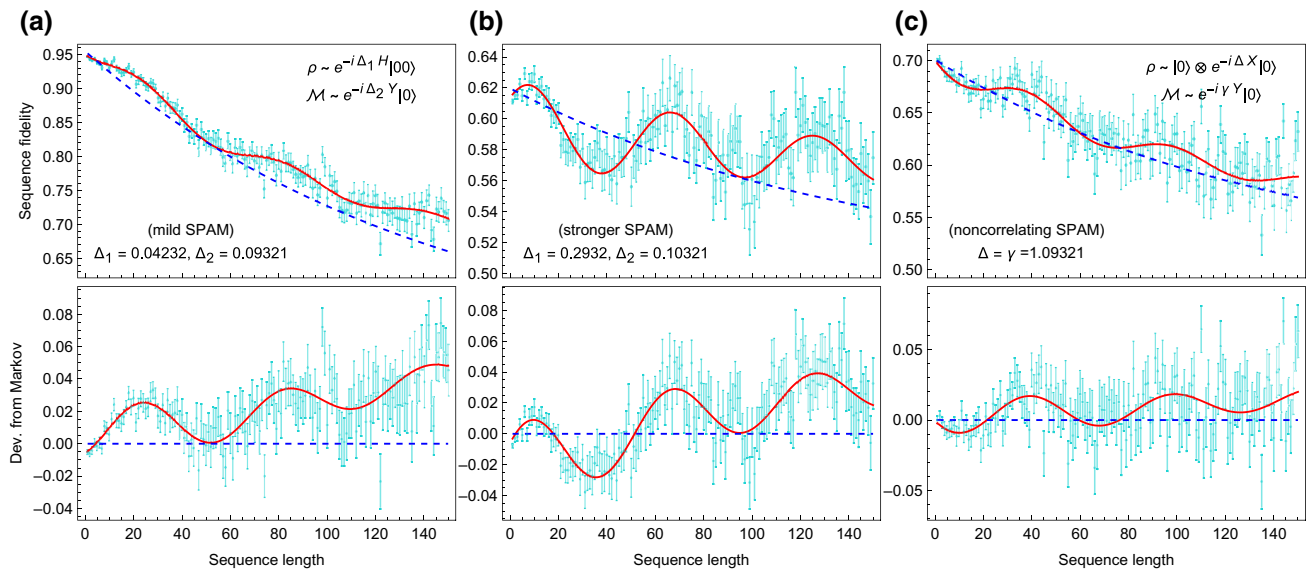 (a)
(b)
(c)
Sequence fidelity
0.95
0.90
0.85
0.80
0.75
0.70
0.65
ρ ~ e^{-i Δ₁ H}|00⟩
ℳ ~ e^{-i Δ₂ Y}|0⟩
(mild SPAM)
Δ₁ = 0.04232, Δ₂ = 0.09321
0.64
0.62
0.60
0.58
0.56
0.54
0.52
0.50
(stronger SPAM)
Δ₁ = 0.2932, Δ₂ = 0.10321
0.70
0.65
0.60
0.55
0.50
ρ ~ |0⟩ ⊗ e^{-i Δ X}|0⟩
ℳ ~ e^{-i γ Y}|0⟩
(noncorrelating SPAM)
Δ = γ = 1.09321
Dev. from Markov
0.08
0.06
0.04
0.02
0.00
−0.02
−0.04
0 20 40 60 80 100 120 140
Sequence length
0.08
0.06
0.04
0.02
0.00
−0.02
−0.04
0 20 40 60 80 100 120 140
Sequence length
0.10
0.05
0.00
−0.05
0 20 40 60 80 100 120 140
Sequence length